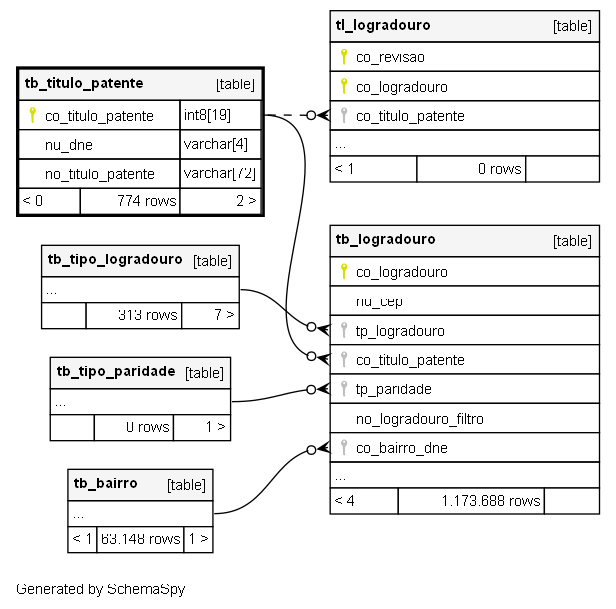 tl_logradouro [table]
co_revisao
co_logradouro
co_titulo_patente
...
< 1 0 rows
tb_titulo_patente [table]
co_titulo_patente int8[19]
nu_dne varchar[4]
no_titulo_patente varchar[72]
< 0 774 rows 2 >
tb_logradouro [table]
co_logradouro
nu_cep
tp_logradouro
co_titulo_patente
tp_paridade
no_logradouro_filtro
co_bairro_dne
...
< 4 1.173.688 rows
tb_tipo_logradouro [table]
...
313 rows 7 >
tb_tipo_paridade [table]
...
0 rows 1 >
tb_bairro [table]
...
< 1 63.148 rows 1 >
Generated by SchemaSpy